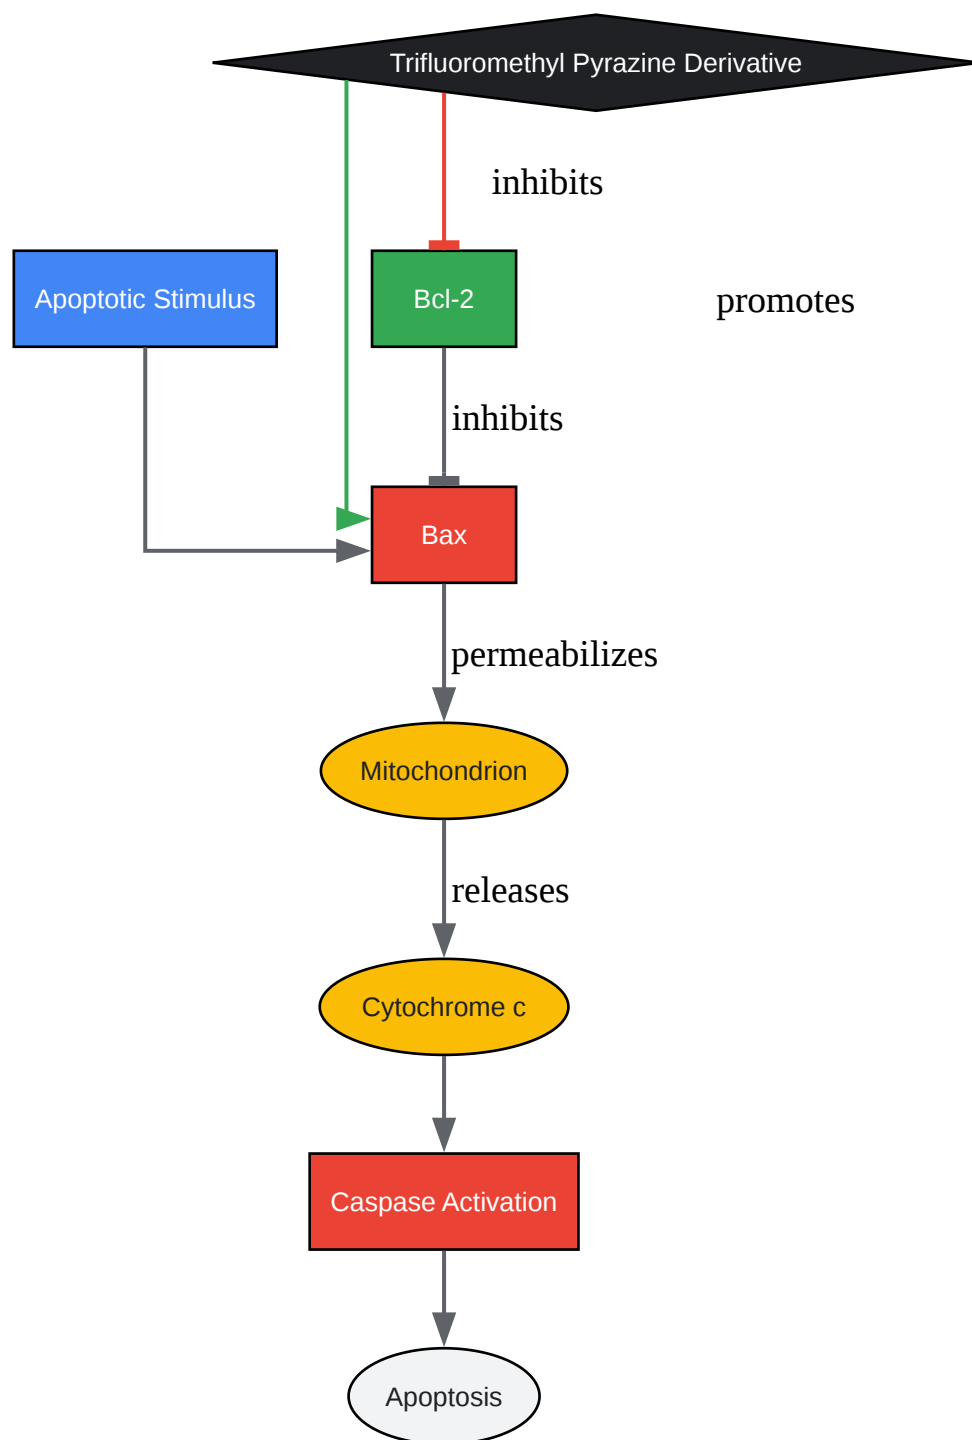 Trifluoromethyl Pyrazine Derivative
inhibits
Apoptotic Stimulus
Bcl-2
promotes
inhibits
Bax
permeabilizes
Mitochondrion
releases
Cytochrome c
Caspase Activation
Apoptosis